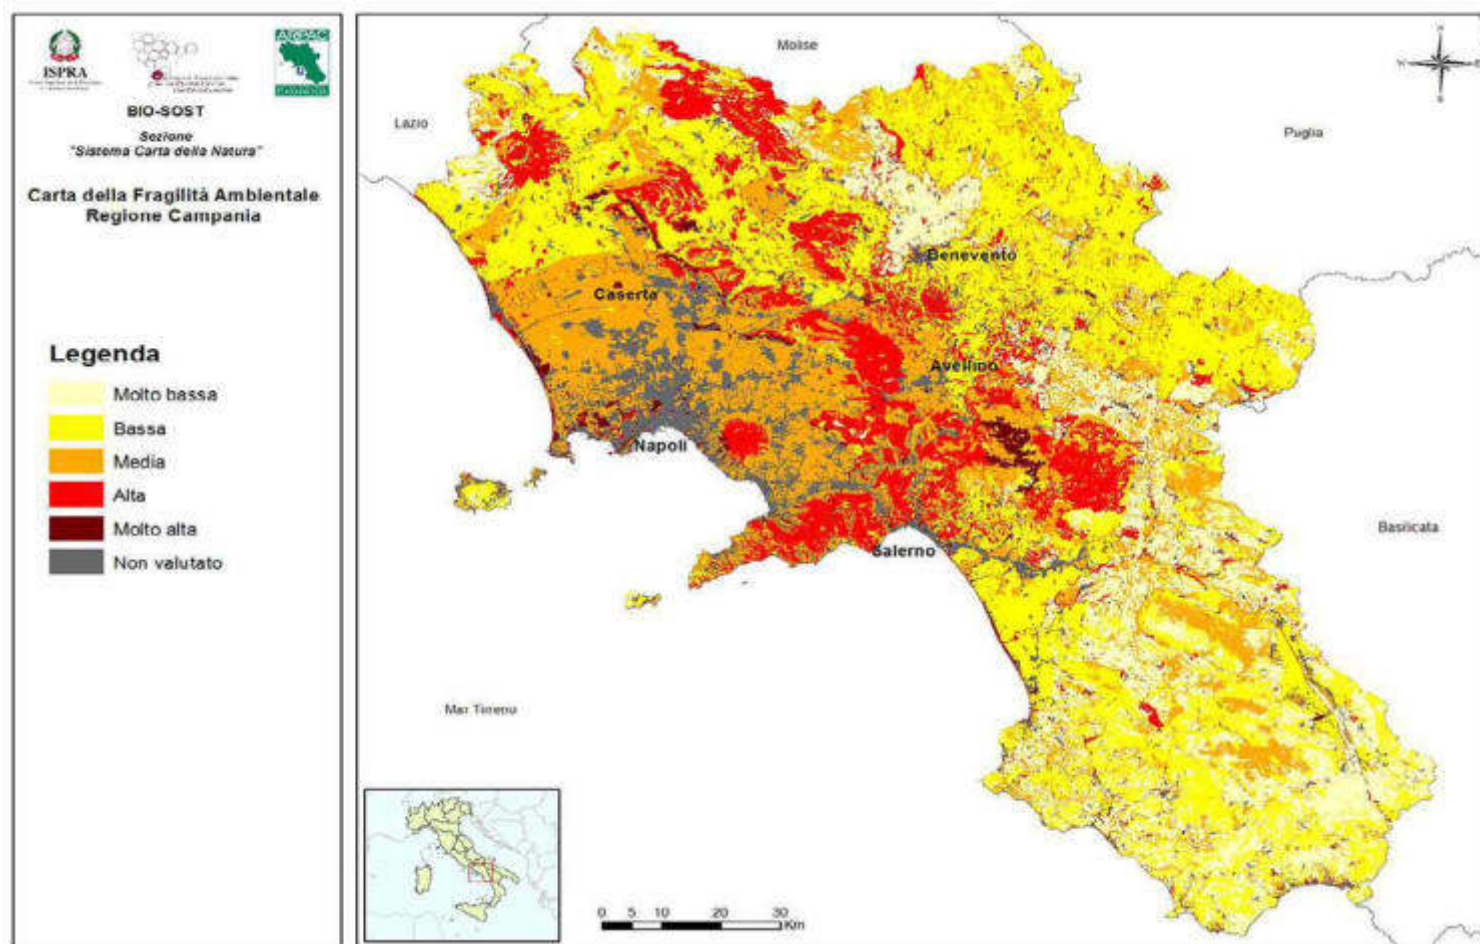 ISPRA
BIO-SOST
Sezione
"Sistema Carta della Natura"
Carta della Fragilità Ambientale
Regione Campania
Legenda
Molto bassa
Bassa
Media
Alta
Molto alta
Non valutato
Molise
Lazio
Puglia
Benevento
Caserta
Avellino
Napoli
Salerno
Basilicata
Mar Tirreno
0 5 10 20 30
Km